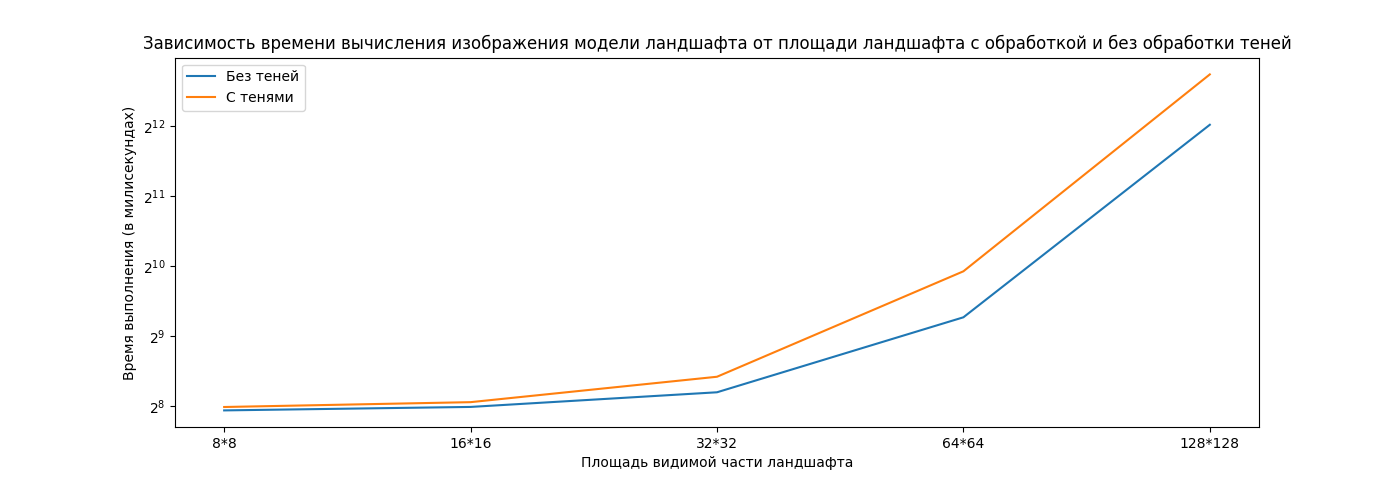 Зависимость времени вычисления изображения модели ландшафта от площади ландшафта с обработкой и без обработки теней
Без теней
С тенями
Время выполнения (в милисекундах)
2^12
2^11
2^10
2^9
2^8
8*8 16*16 32*32 64*64 128*128
Площадь видимой части ландшафта